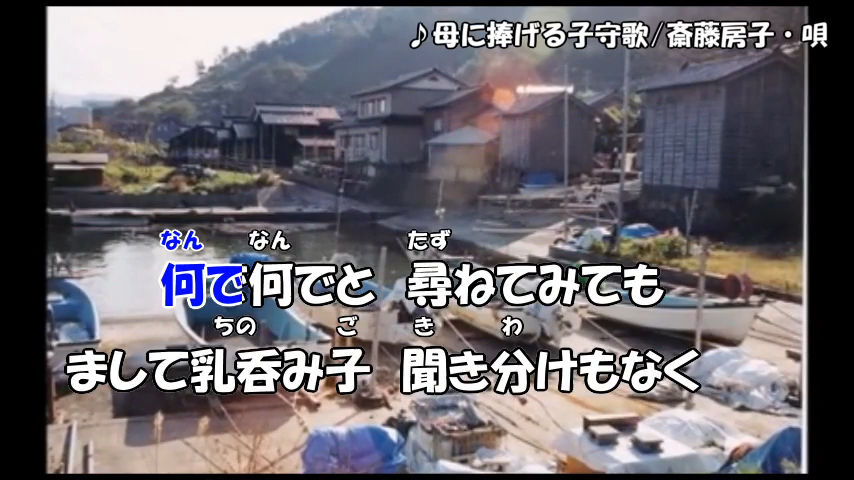 ♪母に捧げる子守歌/斎藤房子・唄
なん なん たず
何で何でと 尋ねてみても
ちの ご き わ
まして乳呑み子 聞き分けもなく